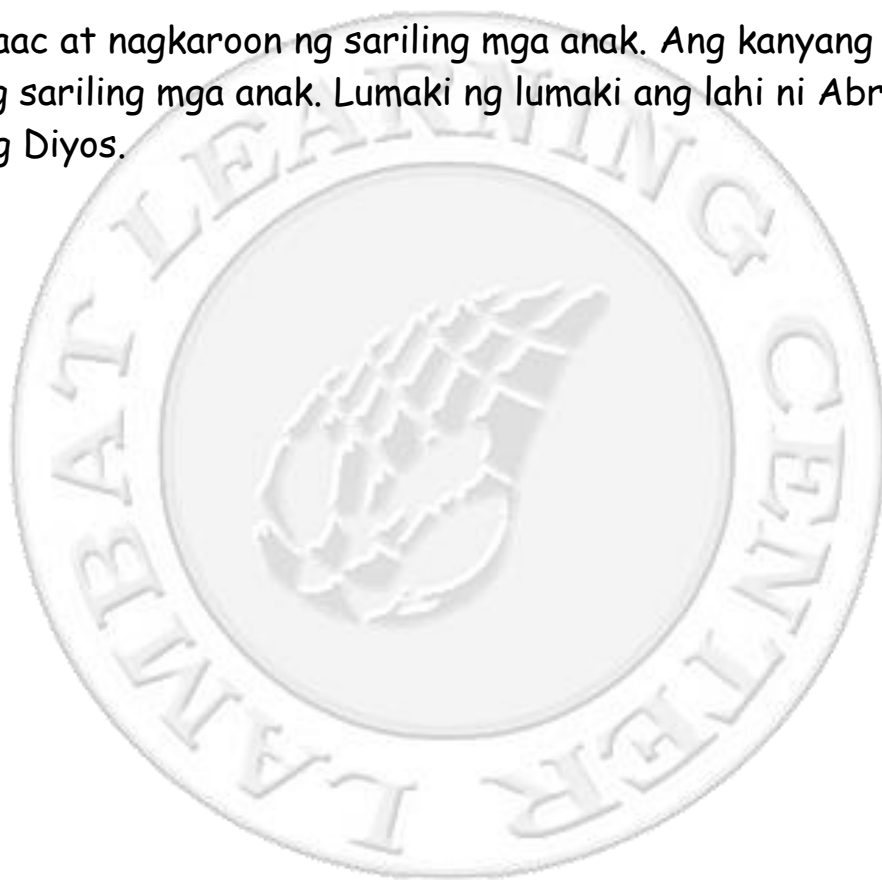 aac at nagkaroon ng sariling mga anak. Ang kanyang
g sariling mga anak. Lumaki ng lumaki ang lahi ni Abr
g Diyos.
LAMBAT LEARNING CENTER